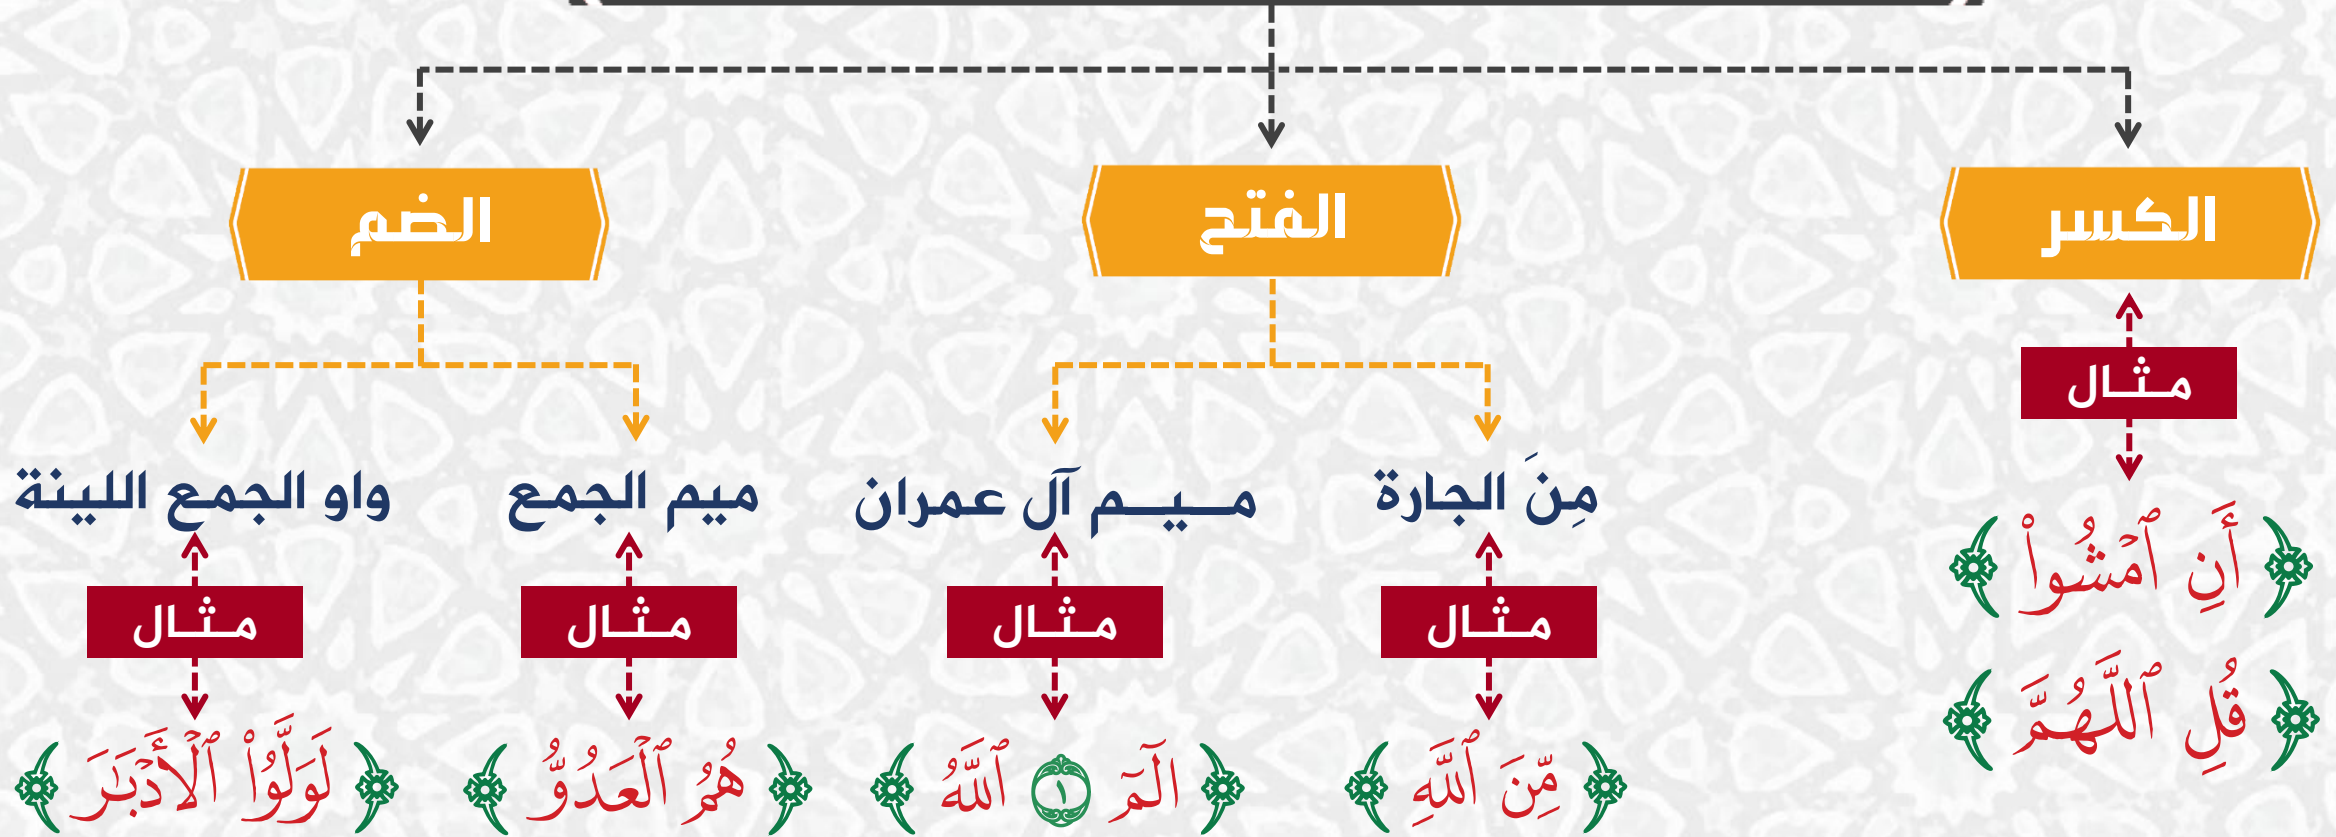 الكسر
الفتح
الضم
مثال
مِنَ الجارة
ميم آل عمران
ميم الجمع
واو الجمع اللينة
﴿أَنِ ٱمۡشُواْ﴾
﴿قُلِ ٱللَّهُمَّ﴾
مثال
مثال
مثال
مثال
﴿مِّنَ ٱللَّهِ﴾
﴿الٓمٓ ١ ٱللَّهُ﴾
﴿هُمُ ٱلۡعَدُوُّ﴾
﴿لَوَلَّوُاْ ٱلۡأَدۡبَٰرَ﴾